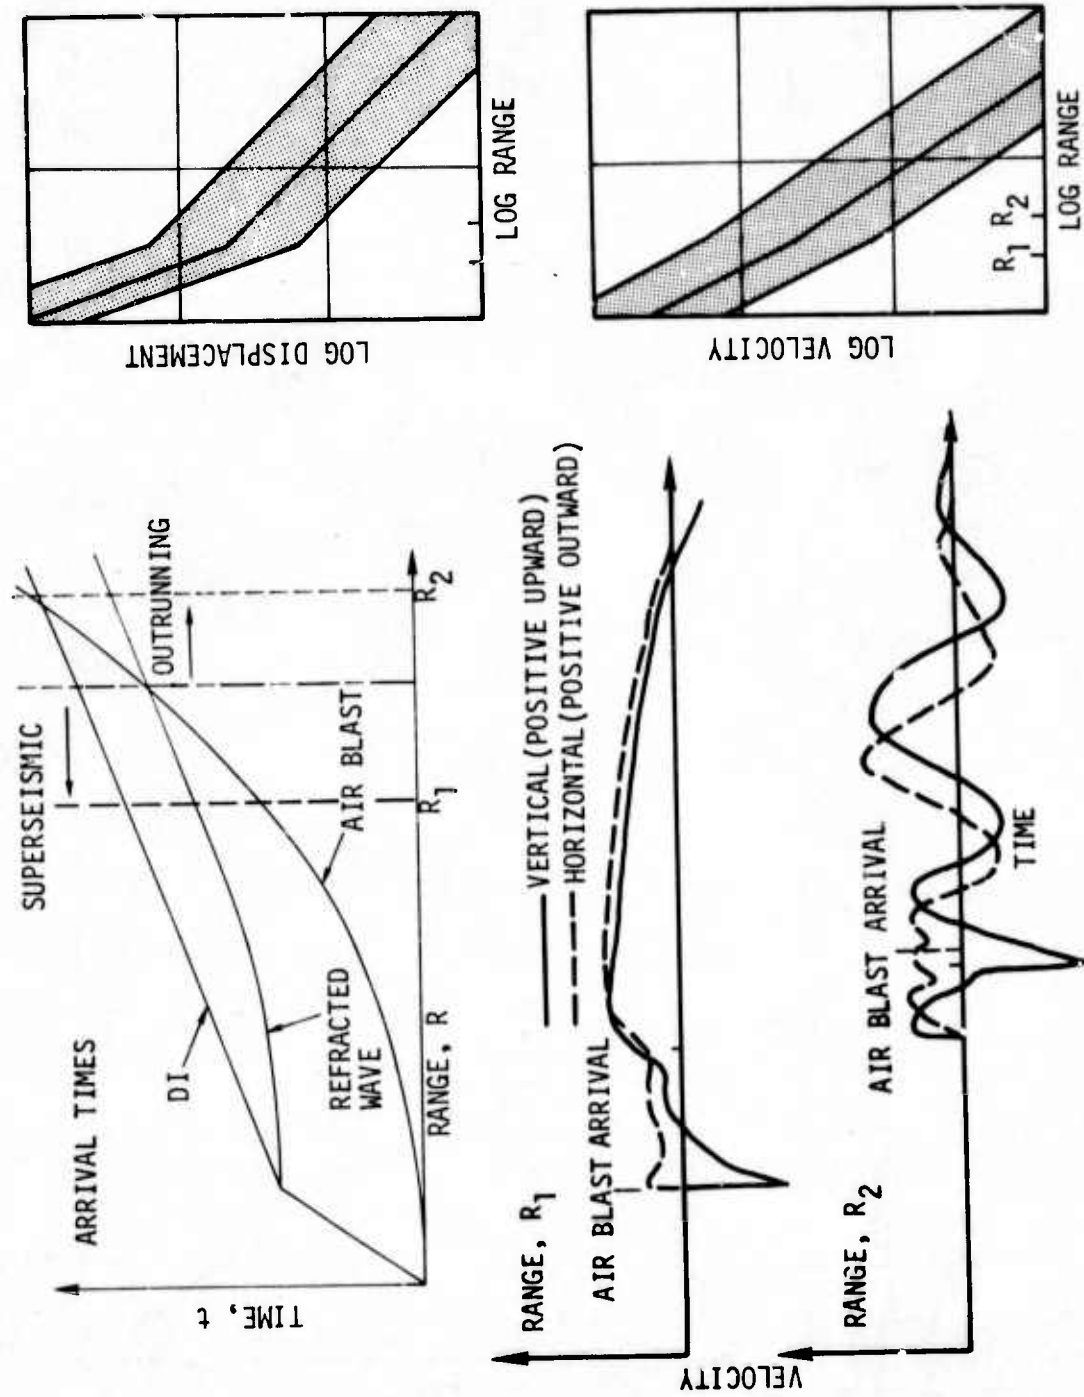 ARRIVAL TIMES
SUPERSEISMIC
OUTRUNNING
DI
REFRACTED
WAVE
AIR BLAST
TIME, t
RANGE, R
R1
R2
RANGE, R1
AIR BLAST ARRIVAL
VERTICAL (POSITIVE UPWARD)
HORIZONTAL (POSITIVE OUTWARD)
VELOCITY
RANGE, R2
AIR BLAST ARRIVAL
TIME
LOG DISPLACEMENT
LOG RANGE
LOG VELOCITY
R1 R2
LOG RANGE